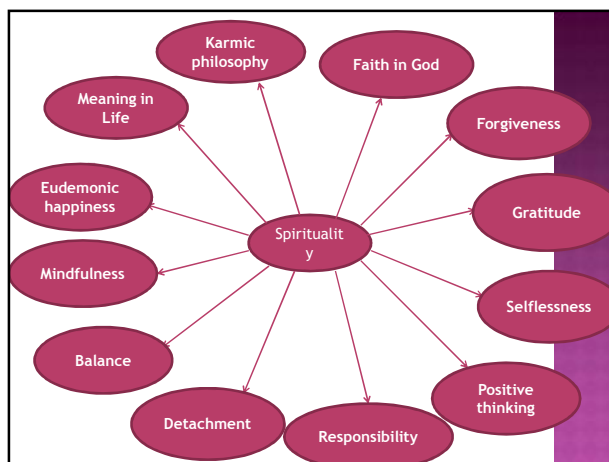 Karmic
philosophy
Faith in God
Meaning in
Life
Forgiveness
Eudemonic
happiness
Gratitude
Spiritualit
y
Mindfulness
Selflessness
Balance
Positive
thinking
Detachment
Responsibility